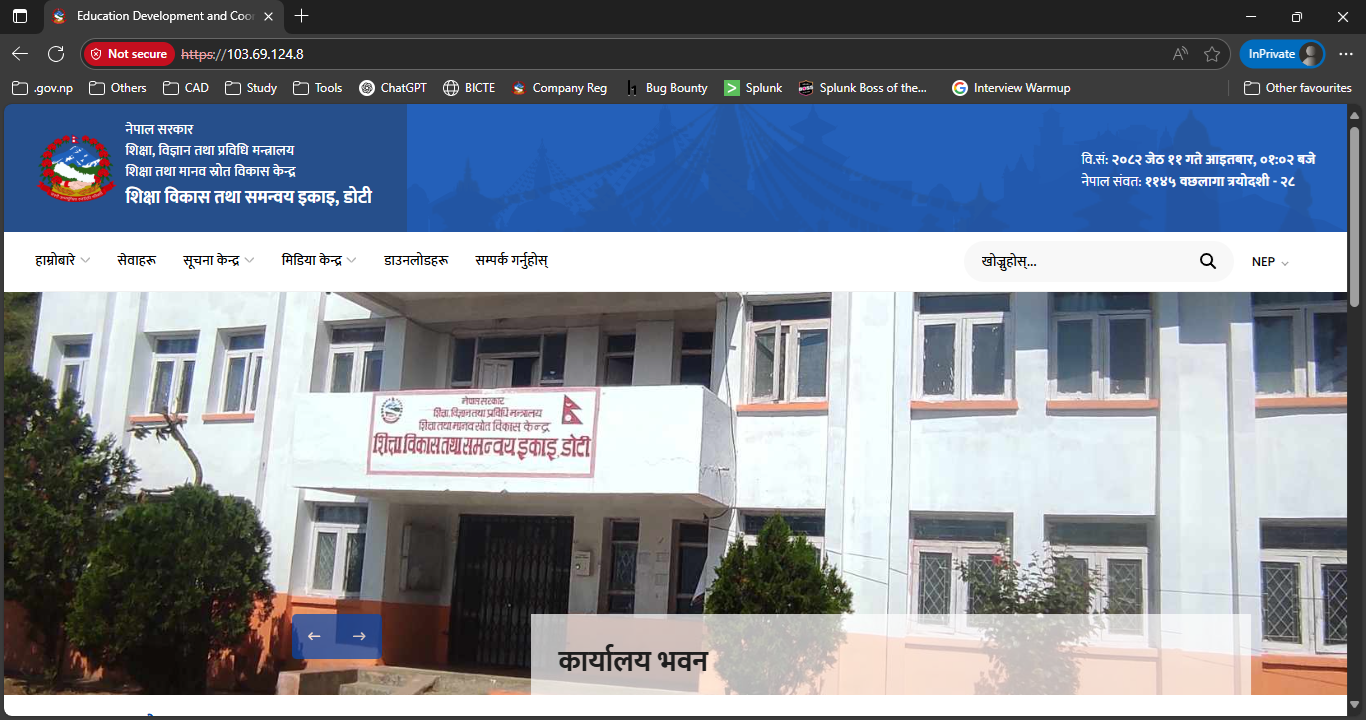 Education Development and Coor
Not secure
https://103.69.124.8
InPrivate
.gov.np
Others
CAD
Study
Tools
ChatGPT
BICTE
Company Reg
Bug Bounty
Splunk
Splunk Boss of the...
Interview Warmup
Other favourites
नेपाल सरकार
शिक्षा, विज्ञान तथा प्रविधि मन्त्रालय
शिक्षा तथा मानव स्रोत विकास केन्द्र
शिक्षा विकास तथा समन्वय इकाइ, डोटी
वि.सं: २०८२ जेठ ११ गते आइतबार, ०१:०२ बजे
नेपाल संवत: ११४५ वछलागा त्रयोदशी - २८
हाम्रोबारे
सेवाहरू
सूचना केन्द्र
मिडिया केन्द्र
डाउनलोडहरू
सम्पर्क गर्नुहोस्
खोज्नुहोस्...
NEP
नेपाल सरकार
शिक्षा, विज्ञान तथा प्रविधि मन्त्रालय
शिक्षा तथा मानव स्रोत विकास केन्द्र
शिक्षा विकास तथा समन्वय इकाइ, डोटी
कार्यालय भवन